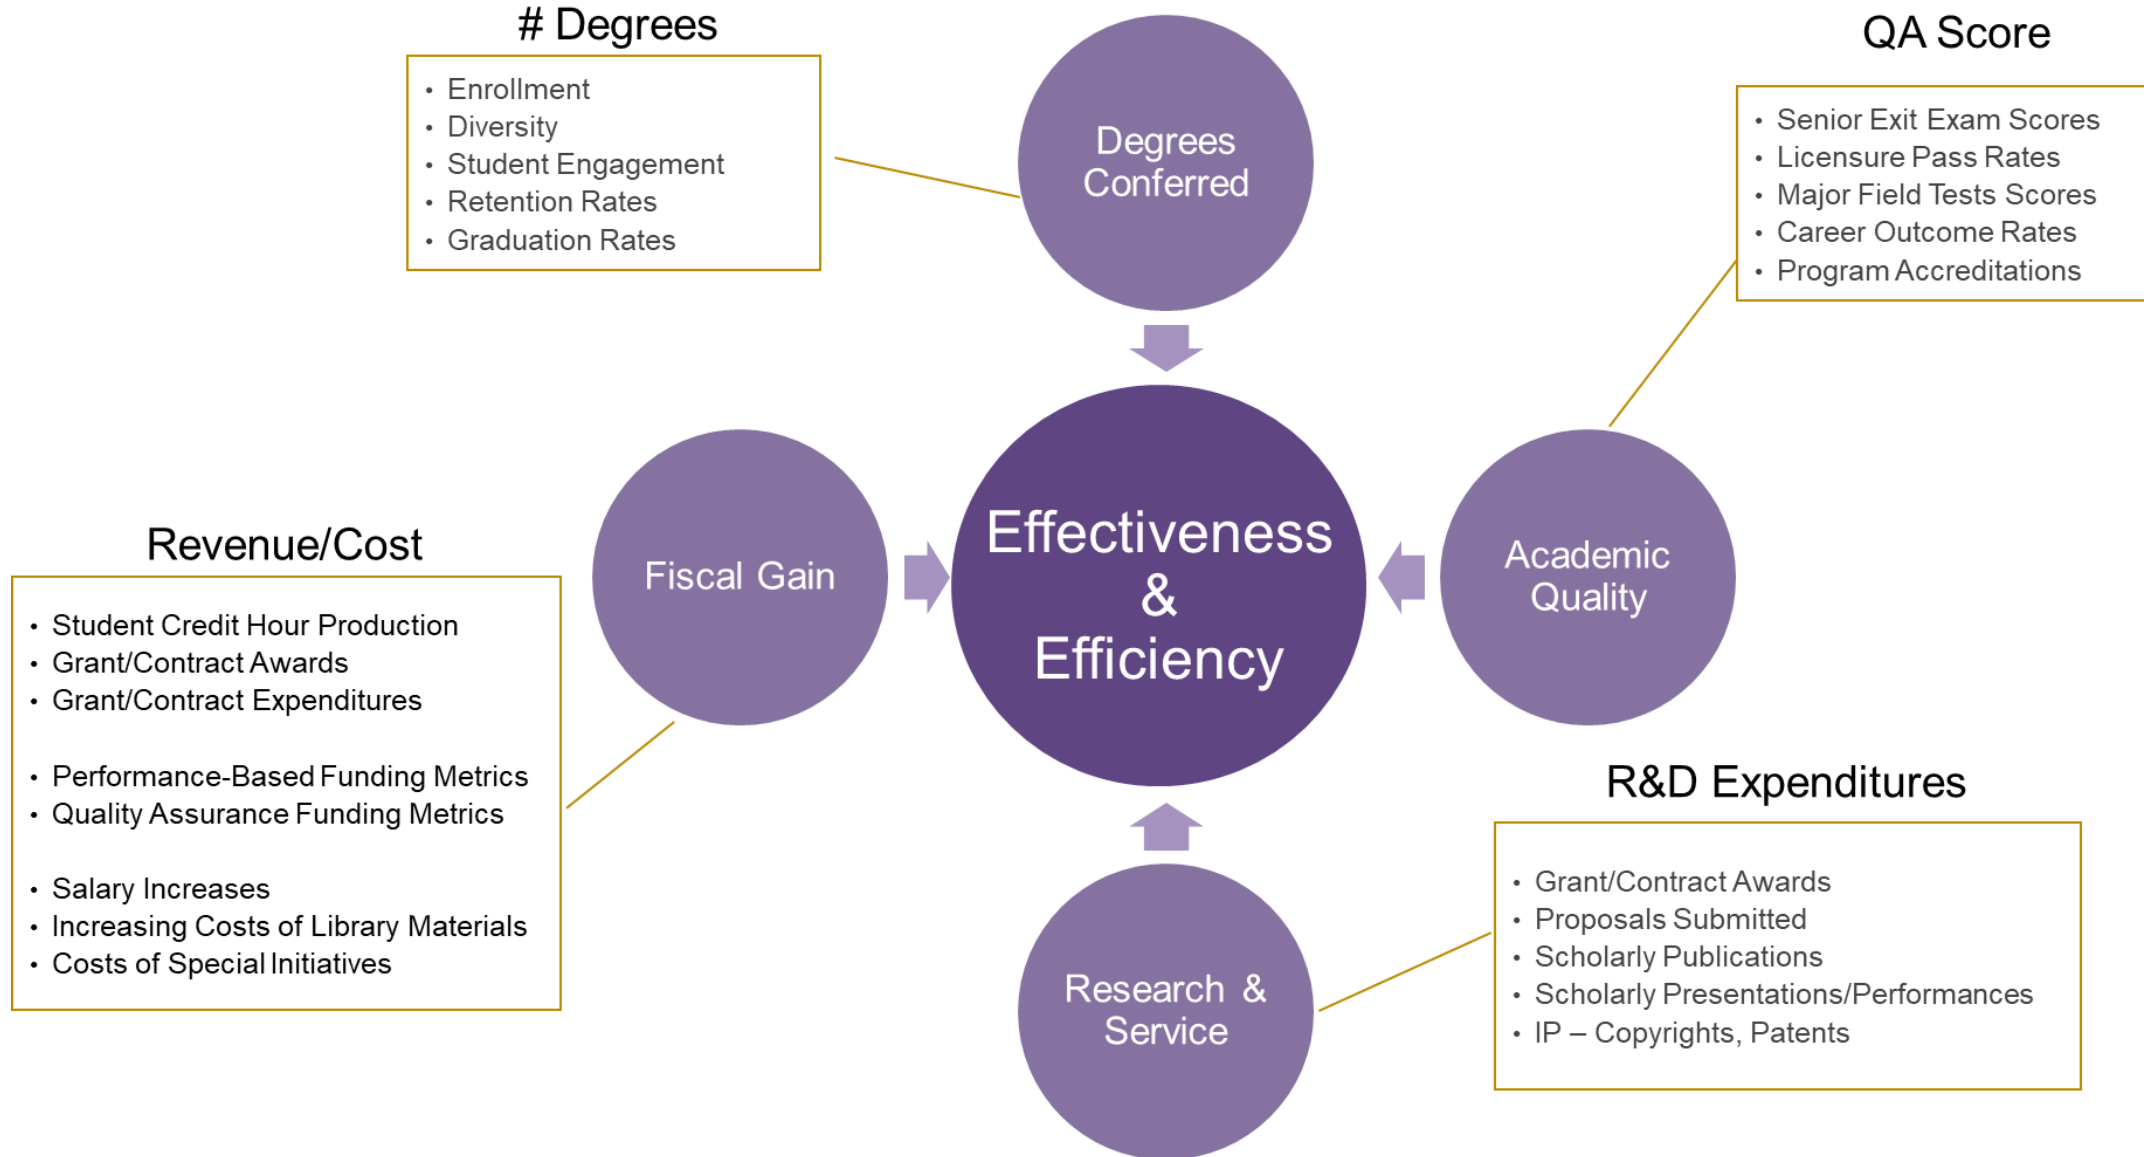 # Degrees
• Enrollment
• Diversity
• Student Engagement
• Retention Rates
• Graduation Rates
Degrees
Conferred
QA Score
• Senior Exit Exam Scores
• Licensure Pass Rates
• Major Field Tests Scores
• Career Outcome Rates
• Program Accreditations
Revenue/Cost
• Student Credit Hour Production
• Grant/Contract Awards
• Grant/Contract Expenditures
• Performance-Based Funding Metrics
• Quality Assurance Funding Metrics
• Salary Increases
• Increasing Costs of Library Materials
• Costs of Special Initiatives
Fiscal Gain
Effectiveness
&
Efficiency
Academic
Quality
R&D Expenditures
• Grant/Contract Awards
• Proposals Submitted
• Scholarly Publications
• Scholarly Presentations/Performances
• IP – Copyrights, Patents
Research &
Service